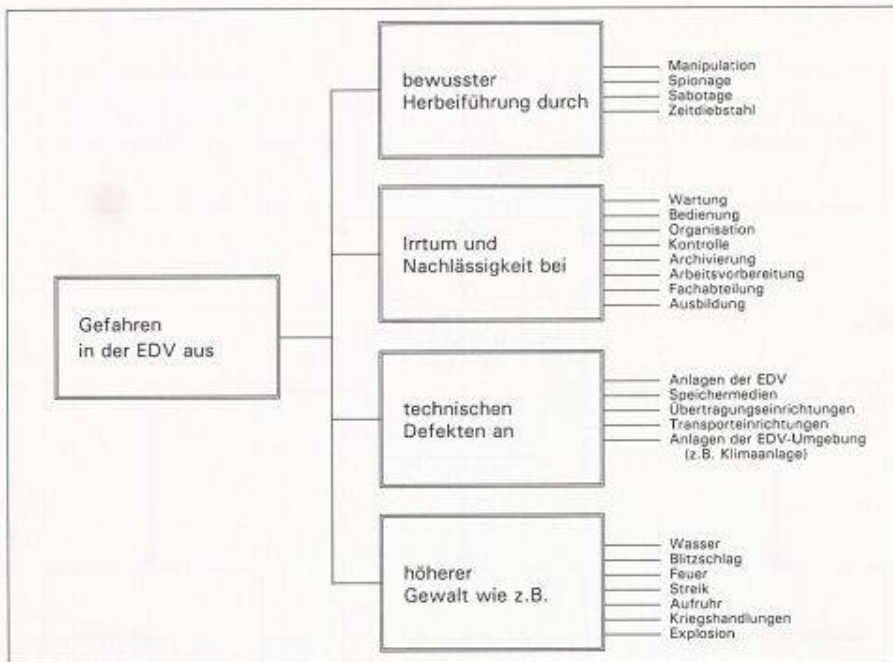 Gefahren
in der EDV aus
bewusster
Herbeiführung durch
Manipulation
Spionage
Sabotage
Zeitdiebstahl
Irrtum und
Nachlässigkeit bei
Wartung
Bedienung
Organisation
Kontrolle
Archivierung
Arbeitsvorbereitung
Fachabteilung
Ausbildung
technischen
Defekten an
Anlagen der EDV
Speichermedien
Übertragungseinrichtungen
Transporteinrichtungen
Anlagen der EDV-Umgebung
(z.B. Klimaanlage)
höherer
Gewalt wie z.B.
Wasser
Blitzschlag
Feuer
Streik
Aufruhr
Kriegshandlungen
Explosion